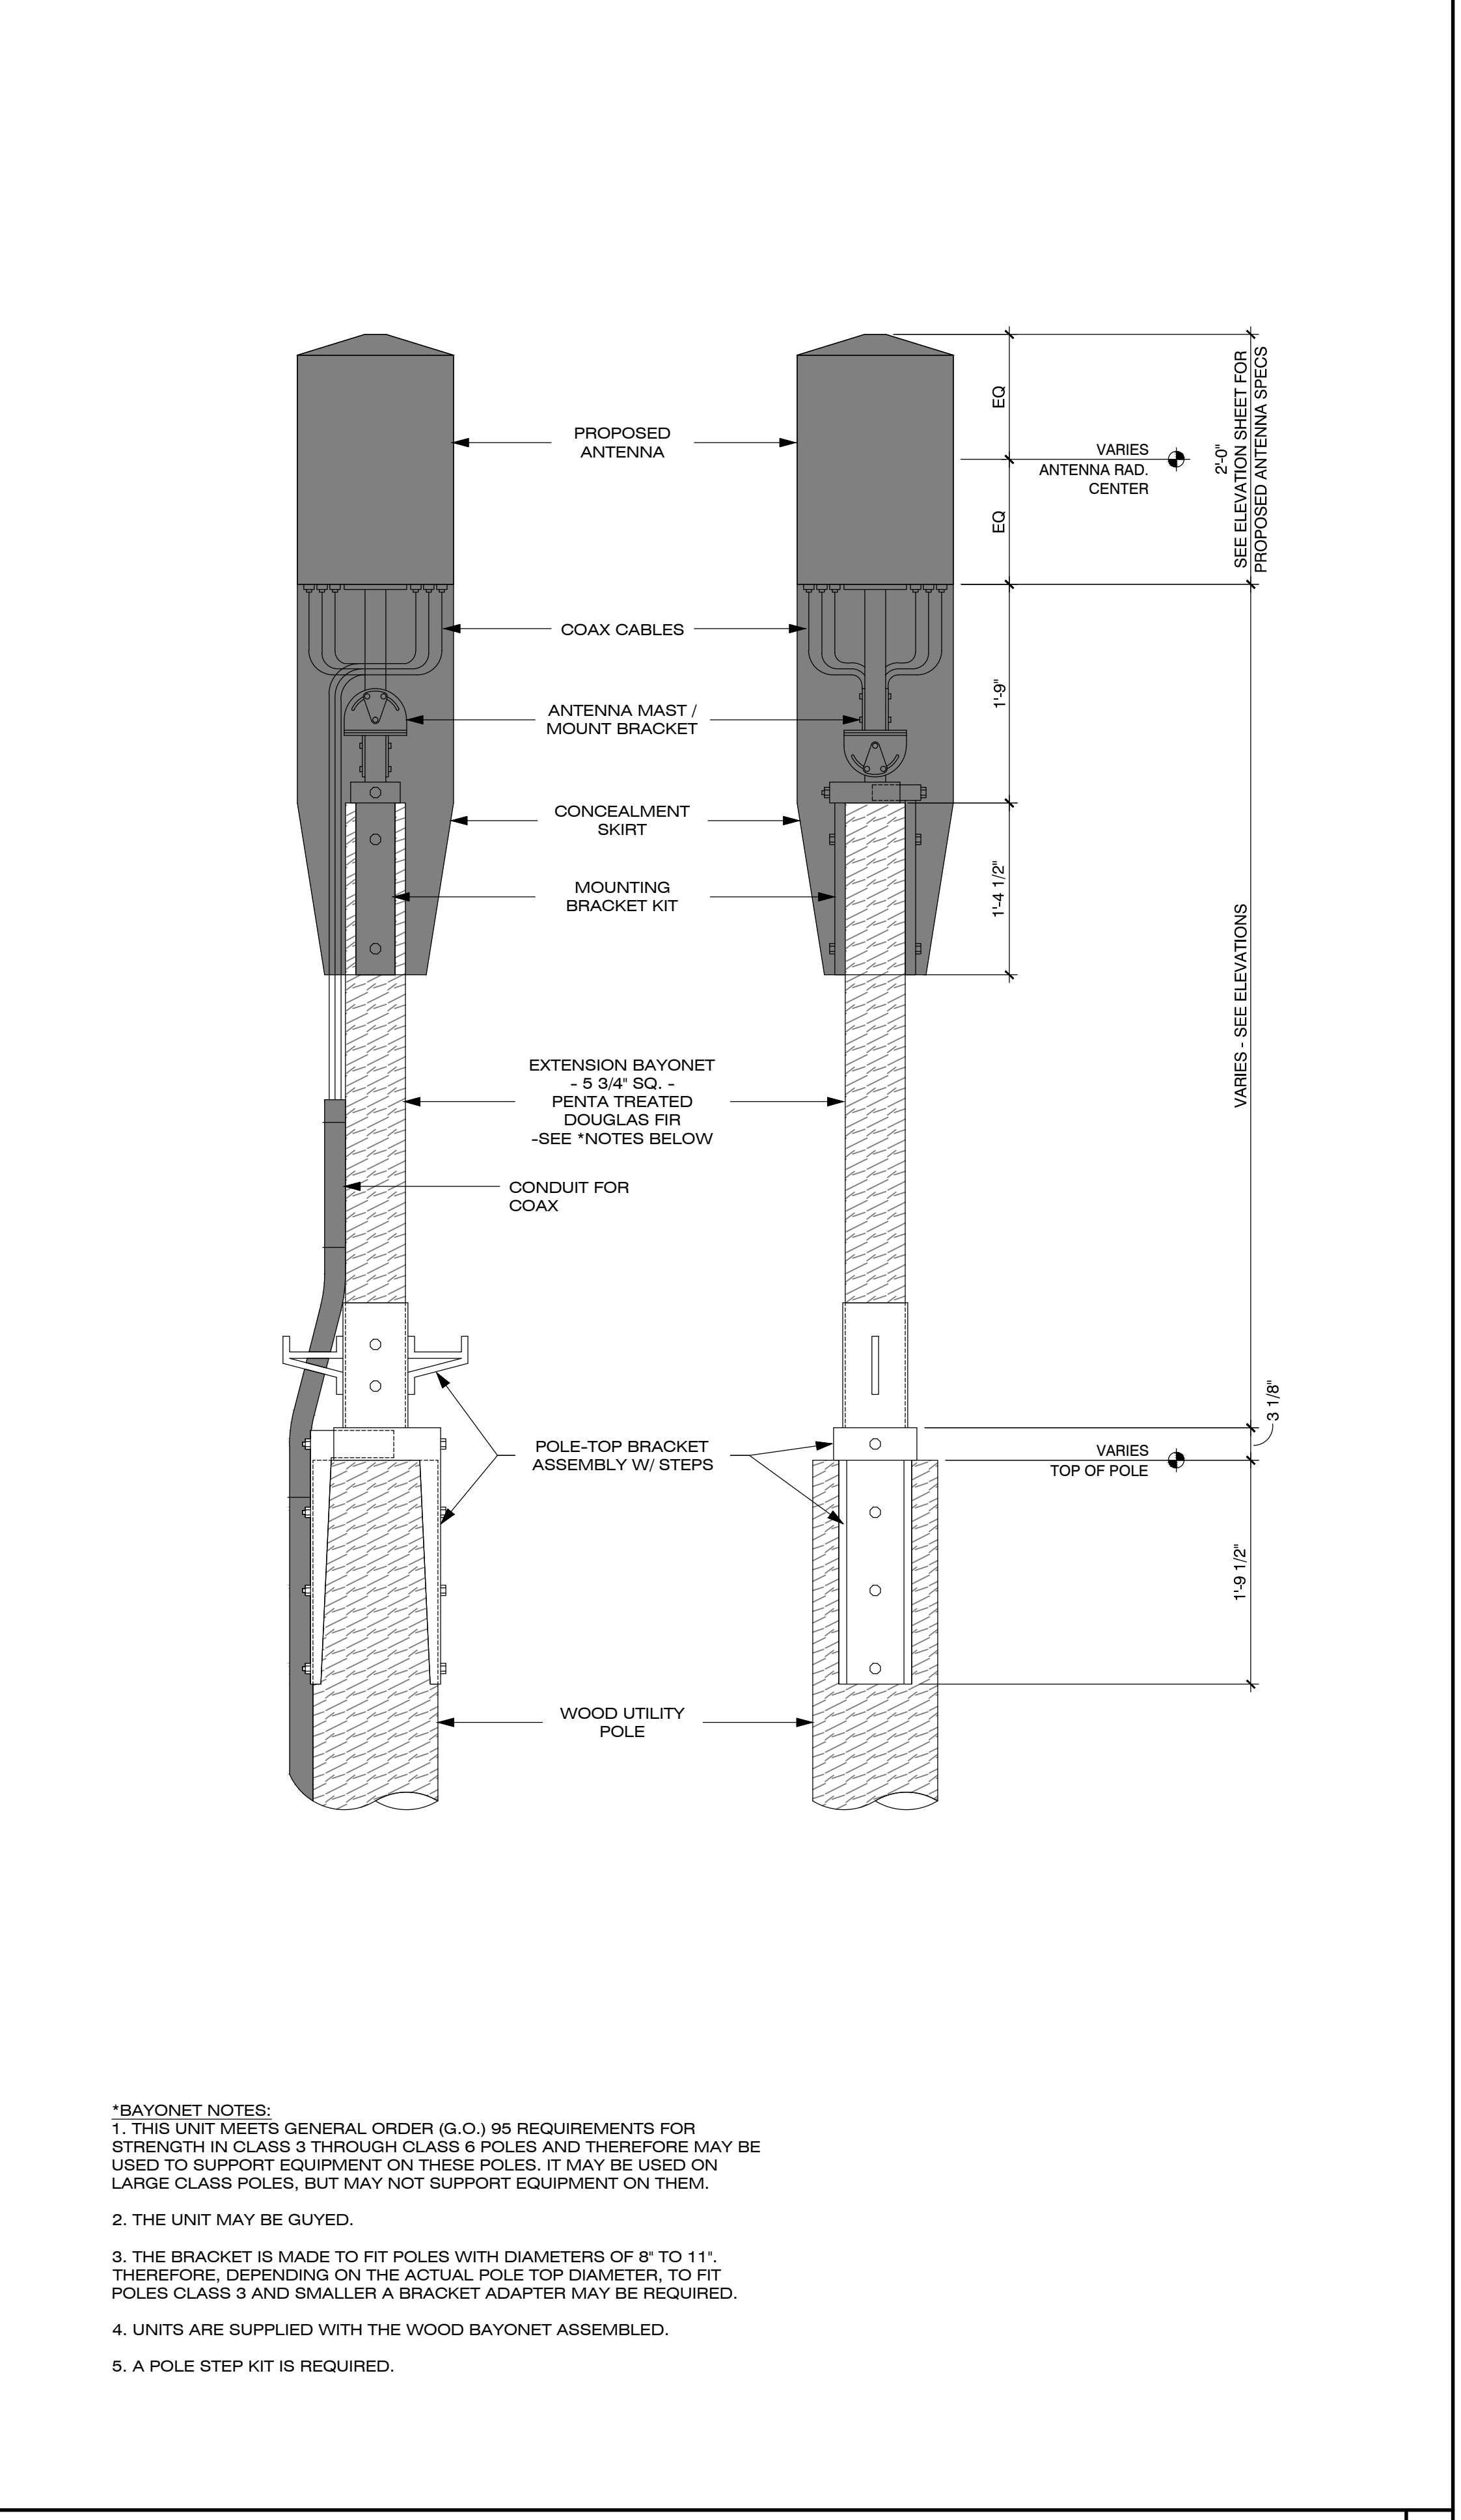 PROPOSED
ANTENNA
COAX CABLES
ANTENNA MAST /
MOUNT BRACKET
CONCEALMENT
SKIRT
MOUNTING
BRACKET KIT
EXTENSION BAYONET
- 5 3/4" SQ. -
PENTA TREATED
DOUGLAS FIR
-SEE *NOTES BELOW
CONDUIT FOR
COAX
POLE-TOP BRACKET
ASSEMBLY W/ STEPS
WOOD UTILITY
POLE
EQ
EQ
1'-9"
1'-4 1/2"
VARIES
ANTENNA RAD.
CENTER
2'-0"
SEE ELEVATION SHEET FOR
PROPOSED ANTENNA SPECS
VARIES - SEE ELEVATIONS
3 1/8"
VARIES
TOP OF POLE
1'-9 1/2"
*BAYONET NOTES:
1. THIS UNIT MEETS GENERAL ORDER (G.O.) 95 REQUIREMENTS FOR
STRENGTH IN CLASS 3 THROUGH CLASS 6 POLES AND THEREFORE MAY BE
USED TO SUPPORT EQUIPMENT ON THESE POLES. IT MAY BE USED ON
LARGE CLASS POLES, BUT MAY NOT SUPPORT EQUIPMENT ON THEM.
2. THE UNIT MAY BE GUYED.
3. THE BRACKET IS MADE TO FIT POLES WITH DIAMETERS OF 8" TO 11".
THEREFORE, DEPENDING ON THE ACTUAL POLE TOP DIAMETER, TO FIT
POLES CLASS 3 AND SMALLER A BRACKET ADAPTER MAY BE REQUIRED.
4. UNITS ARE SUPPLIED WITH THE WOOD BAYONET ASSEMBLED.
5. A POLE STEP KIT IS REQUIRED.